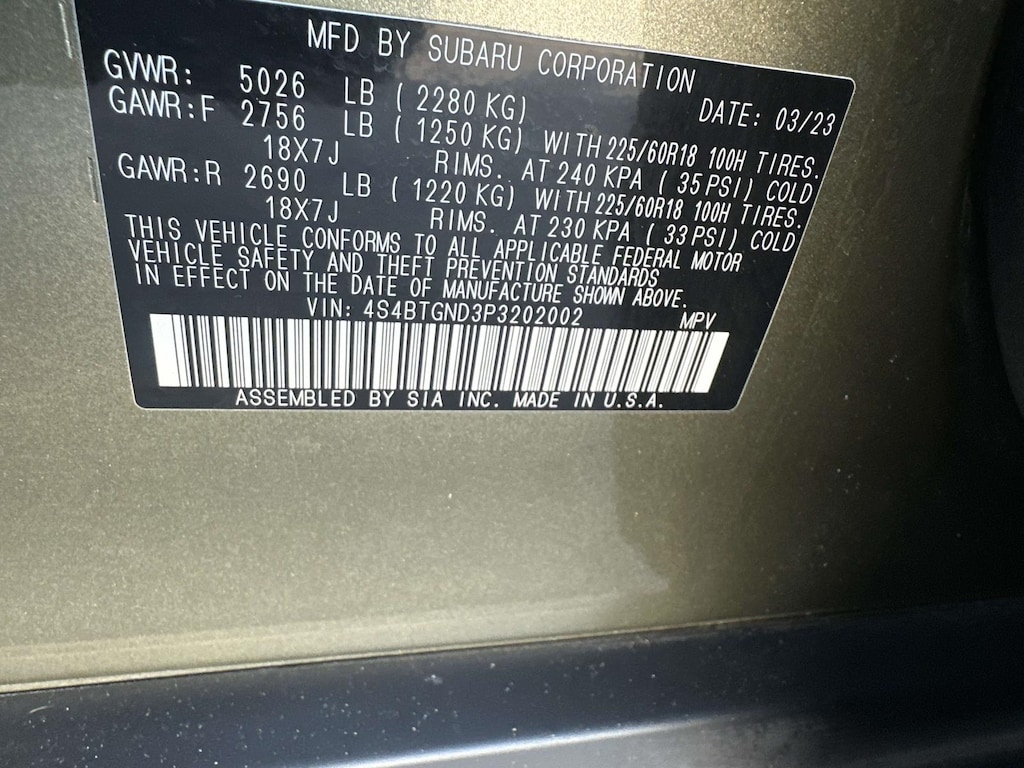 MFD BY SUBARU CORPORATION
GVWR: 5026 LB ( 2280 KG) DATE: 03/23
GAWR:F 2756 LB ( 1250 KG) WITH 225/60R18 100H TIRES.
18X7J RIMS. AT 240 KPA ( 35 PSI) COLD
GAWR:R 2690 LB ( 1220 KG) WITH 225/60R18 100H TIRES.
18X7J RIMS. AT 230 KPA ( 33 PSI) COLD
THIS VEHICLE CONFORMS TO ALL APPLICABLE FEDERAL MOTOR
VEHICLE SAFETY AND THEFT PREVENTION STANDARDS
IN EFFECT ON THE DATE OF MANUFACTURE SHOWN ABOVE.
VIN: 4S4BTGND3P3202002 MPV
ASSEMBLED BY SIA INC. MADE IN U.S.A.